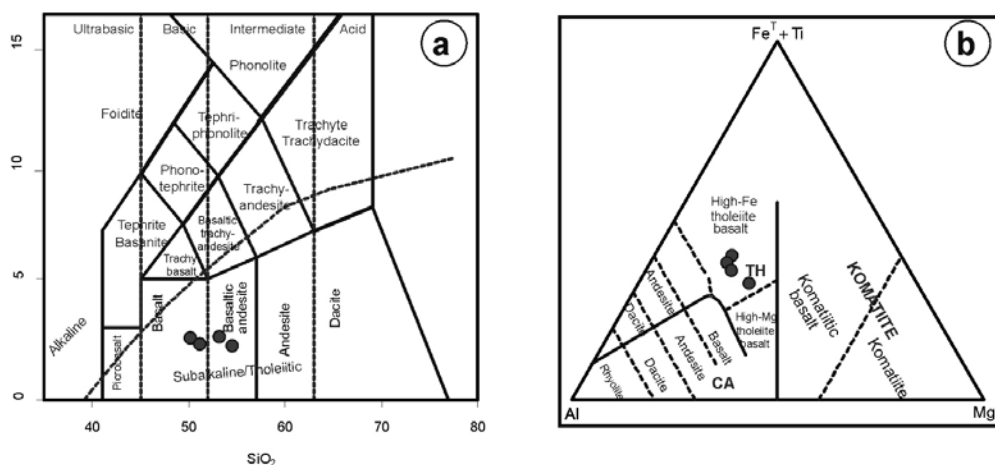 Ultrabasic Basic Intermediate Acid
a
15
Phonolite
Foidite
Tephri-
phonolite
Trachyte
Trachydacite
10
Phono-
tephrite
Trachy-
andesite
Tephrite
Basanite
Basaltic
trachy-
andesite
Trachy
basalt
5
Alkaline
Picrobasalt
Basalt
Basaltic
andesite
Andesite
Dacite
Subalkaline/Tholeiitic
0
40 50 60 70 80
SiO₂
b
Feᵀ + Ti
High-Fe
tholeiite
basalt
TH
Andesite
Dacite
High-Mg
tholeiite
basalt
Basalt
Andesite
Dacite
Rhyolite
CA
Komatiitic
basalt
KOMATIITE
Komatiite
Al Mg